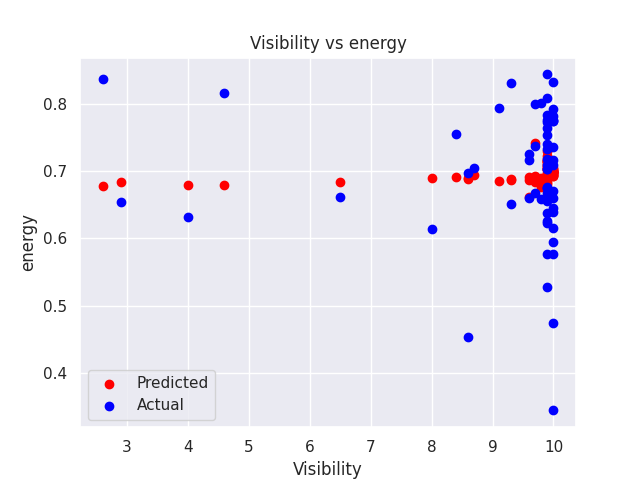 Visibility vs energy
energy
0.8
0.7
0.6
0.5
0.4
Predicted
Actual
3 4 5 6 7 8 9 10
Visibility